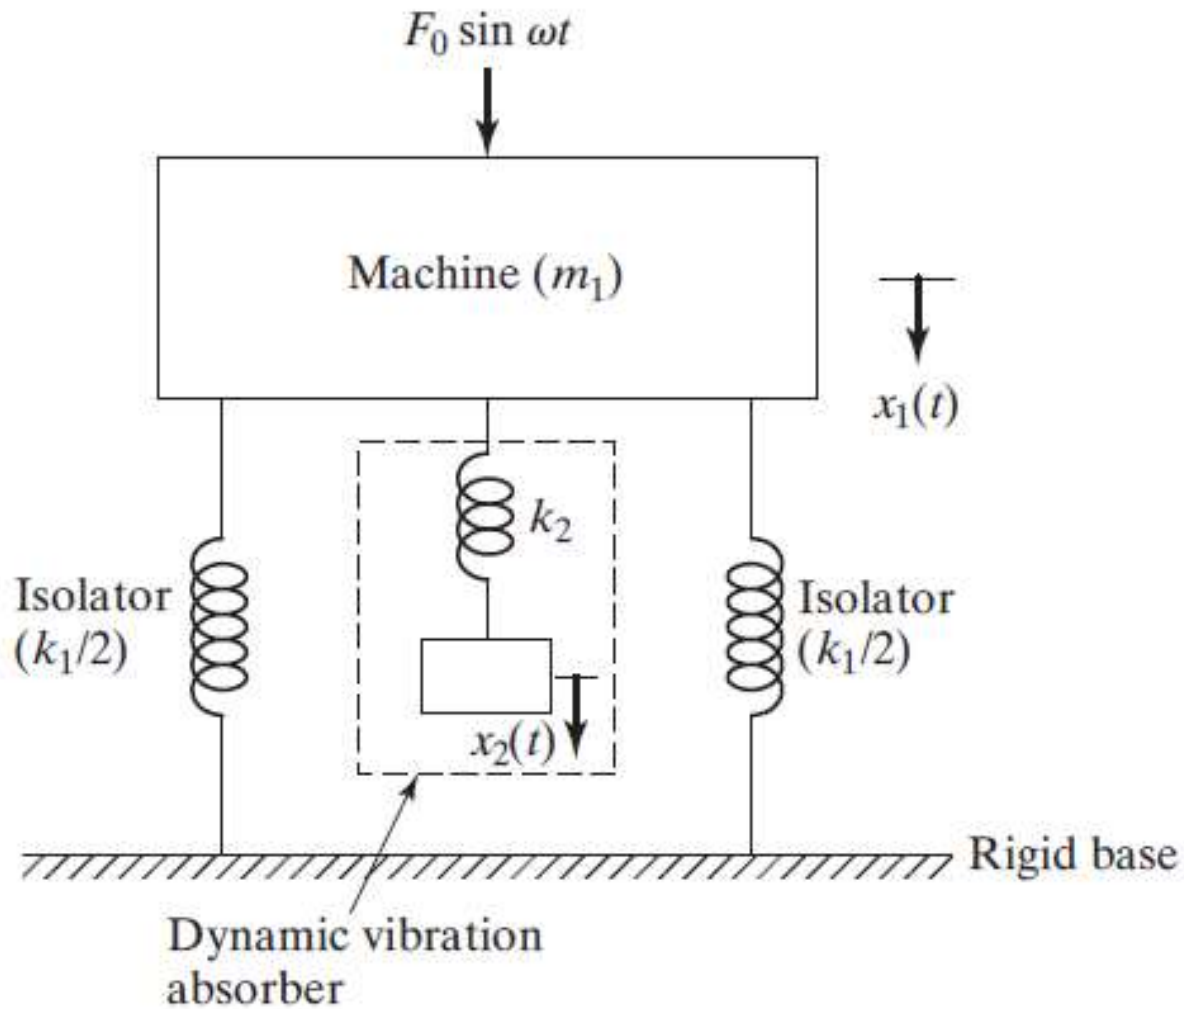 F₀ sin ωt
Machine (m₁)
x₁(t)
k₂
Isolator
(k₁/2)
Isolator
(k₁/2)
x₂(t)
Rigid base
Dynamic vibration
absorber